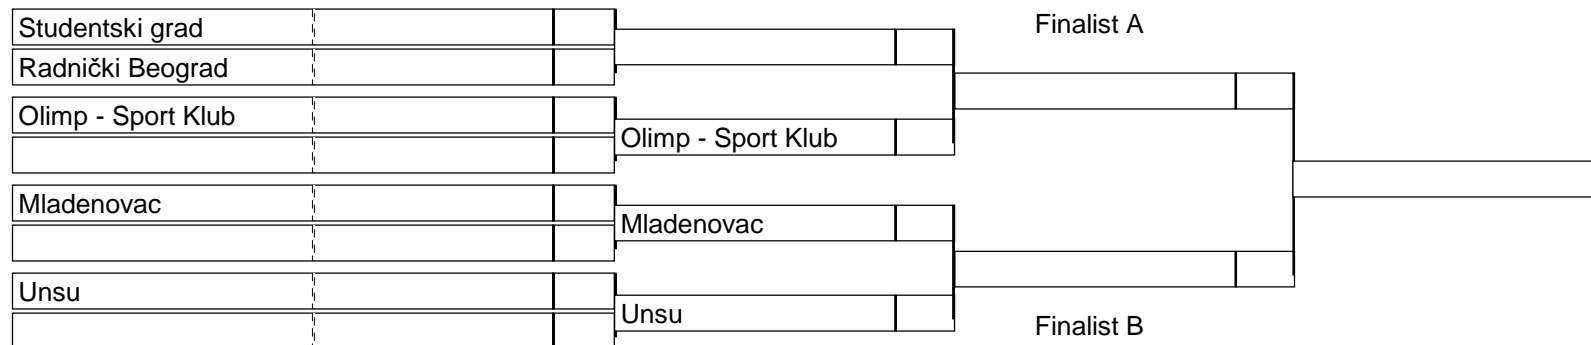 Studentski grad
Radnički Beograd
Olimp - Sport Klub
Mladenovac
Unsu
Olimp - Sport Klub
Mladenovac
Unsu
Finalist A
Finalist B